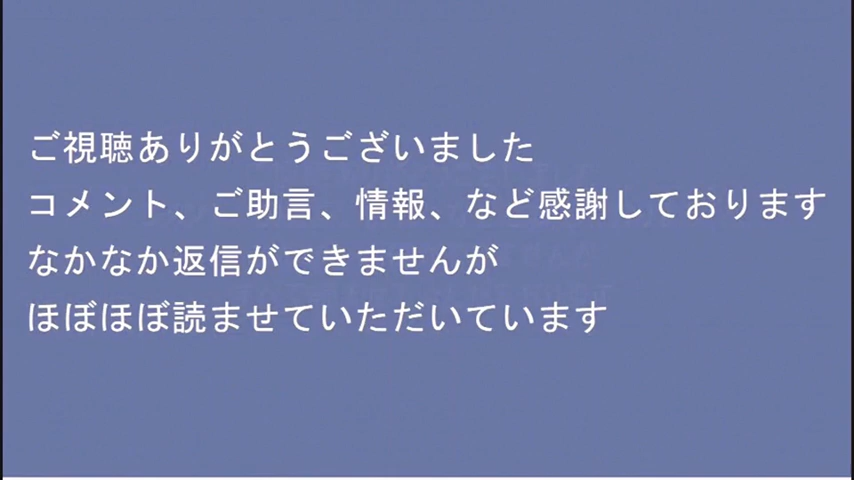 ご視聴ありがとうございました
コメント、ご助言、情報、など感謝しております
なかなか返信ができませんが
ほぼほぼ読ませていただいています